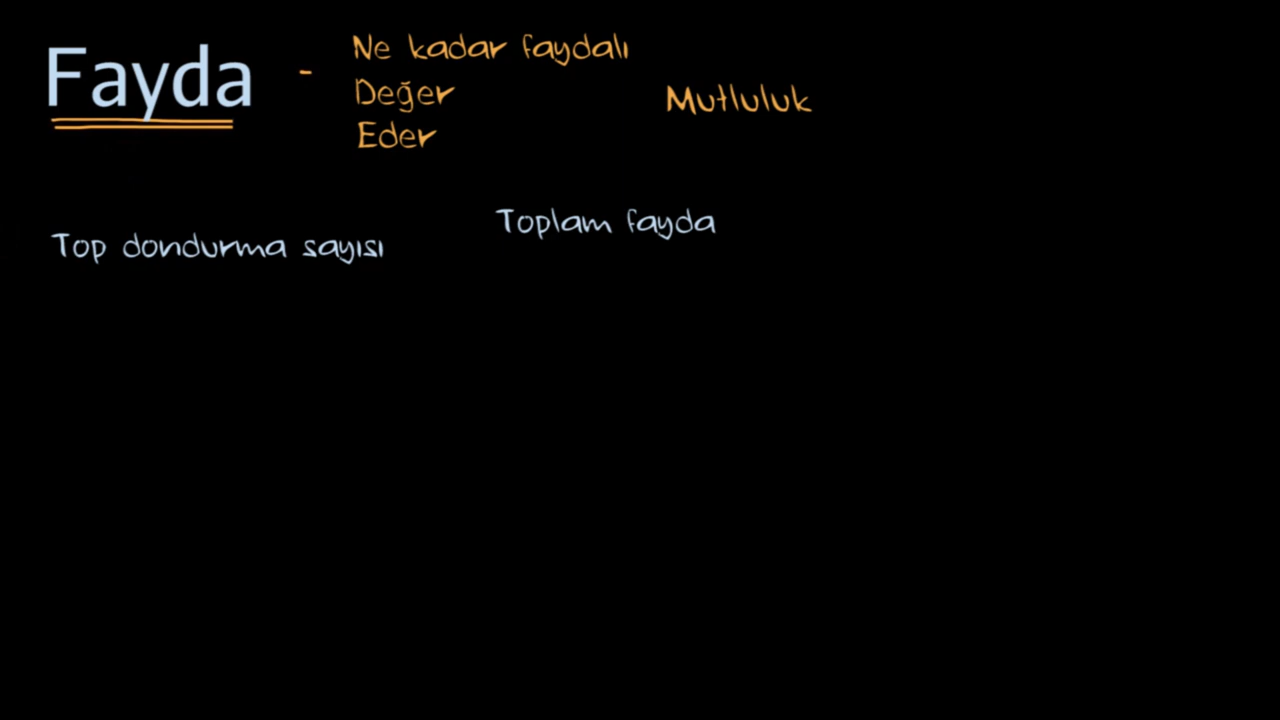 Fayda - Ne kadar faydalı
Değer
Mutluluk
Eder
Toplam fayda
Top dondurma sayısı